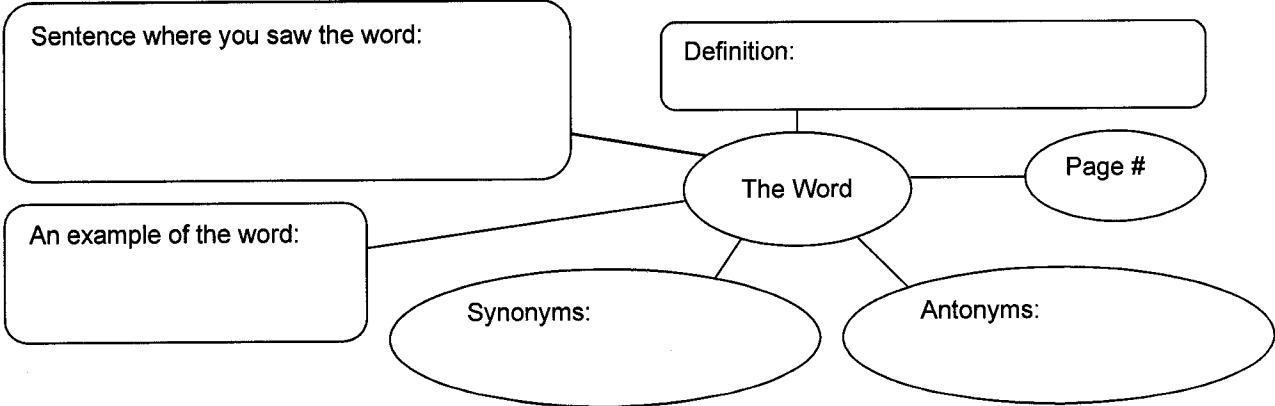 Sentence where you saw the word:
Definition:
Page #
The Word
An example of the word:
Synonyms:
Antonyms: